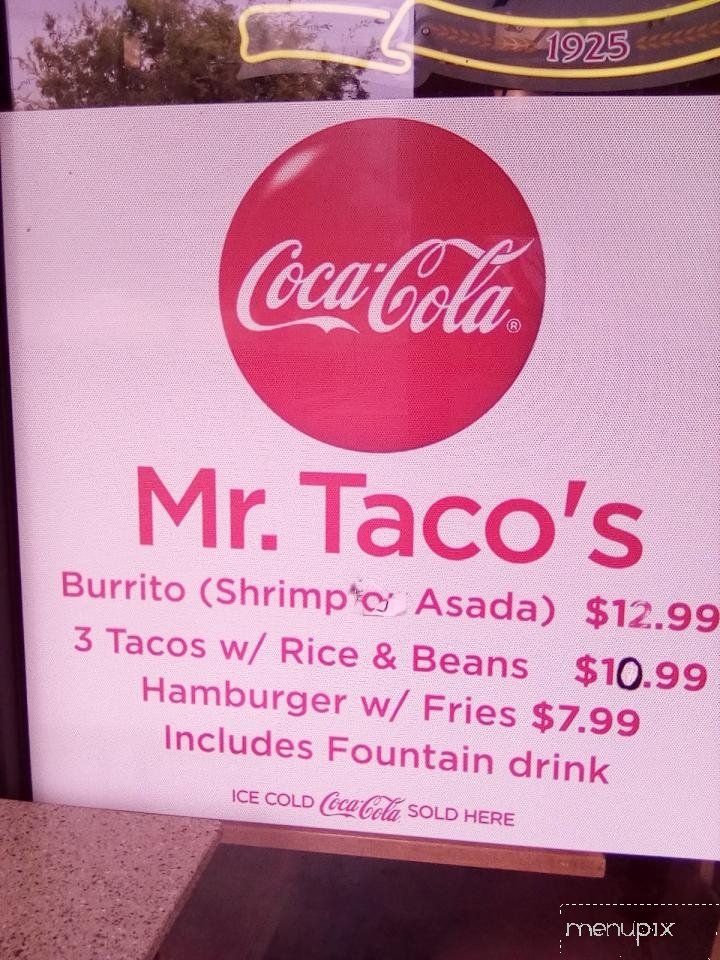 1925
Coca-Cola®
Mr. Taco's
Burrito (Shrimp or Asada) $12.99
3 Tacos w/ Rice & Beans $10.99
Hamburger w/ Fries $7.99
Includes Fountain drink
ICE COLD Coca-Cola SOLD HERE
menupix